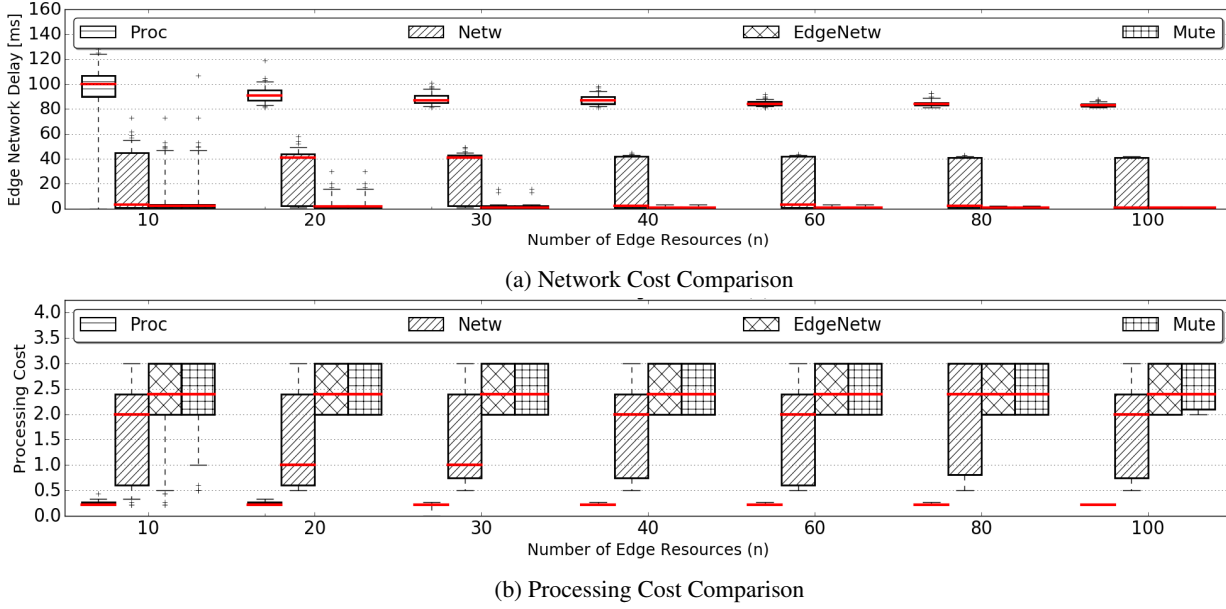 160
140
120
100
80
60
40
20
0
Edge Network Delay [ms]
Proc Netw EdgeNetw Mute
10 20 30 40 60 80 100
Number of Edge Resources (n)
(a) Network Cost Comparison
4.0
3.5
3.0
2.5
2.0
1.5
1.0
0.5
0.0
Processing Cost
Proc Netw EdgeNetw Mute
10 20 30 40 60 80 100
Number of Edge Resources (n)
(b) Processing Cost Comparison